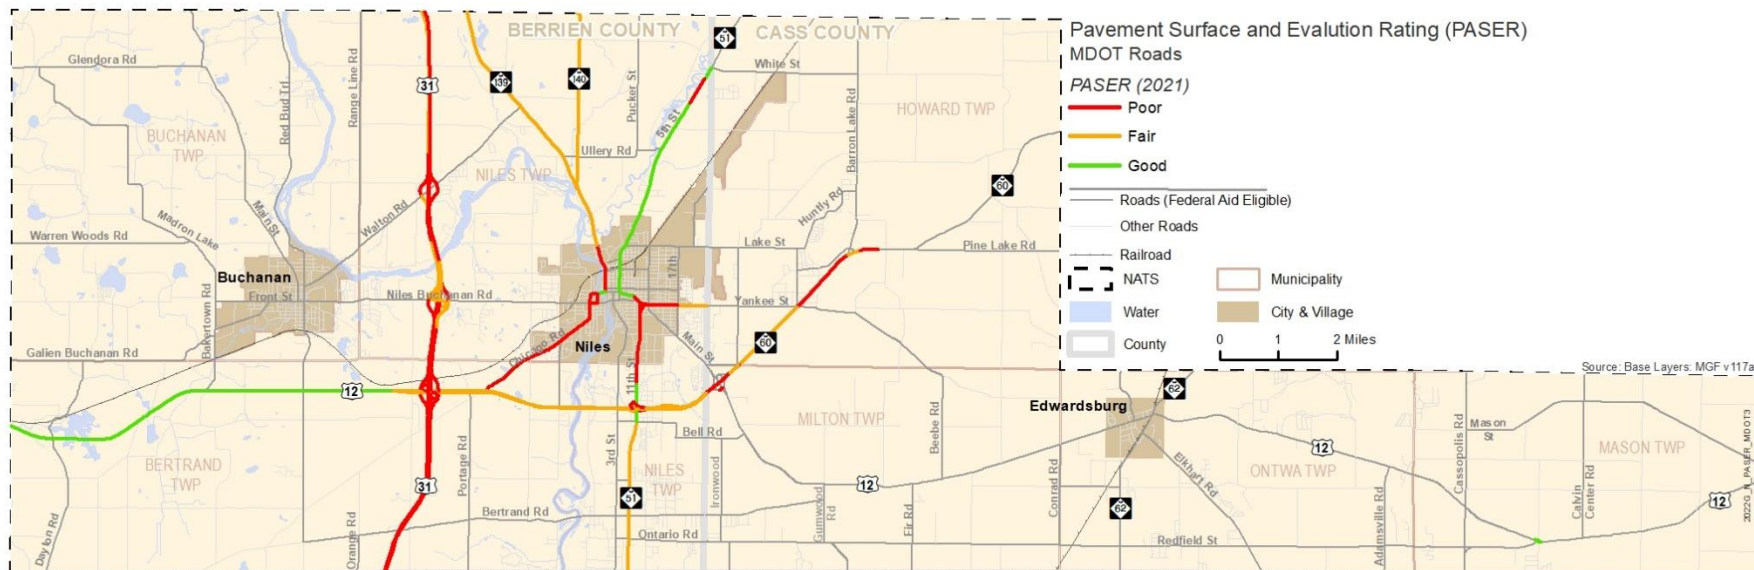 BERRIEN COUNTY
CASS COUNTY
51
Pavement Surface and Evalution Rating (PASER)
MDOT Roads
PASER (2021)
Poor
Fair
Good
Roads (Federal Aid Eligible)
Other Roads
Railroad
NATS
Municipality
Water
City & Village
County
0 1 2 Miles
Source: Base Layers: MGF v117a
2022G_N_PASER_MDOT3
Glendora Rd
Red Bud Trl
Range Line Rd
31
139
140
Pucker St
White St
5th St
Barron Lake Rd
HOWARD TWP
BUCHANAN
TWP
Ullery Rd
NILES TWP
60
Main St
Walton Rd
Madron Lake
Huntly Rd
Warren Woods Rd
Lake St
Pine Lake Rd
17th
Buchanan
Front St
Niles Buchanan Rd
Yankee St
Bakertown Rd
Galien Buchanan Rd
Chicago Rd
Niles
Main St
60
11th St
12
62
Edwardsburg
MILTON TWP
Beebe Rd
Bell Rd
3rd St
Cassopolis Rd
Mason
St
12
MASON TWP
BERTRAND
TWP
Portage Rd
NILES
TWP
Ironwood
Elkhart Rd
ONTWA TWP
31
51
12
Conrad Rd
62
Calvin
Center Rd
12
Dayton Rd
Orange Rd
Bertrand Rd
Ontario Rd
Gumwood
Rd
Fir Rd
Adamsville Rd
Redfield St